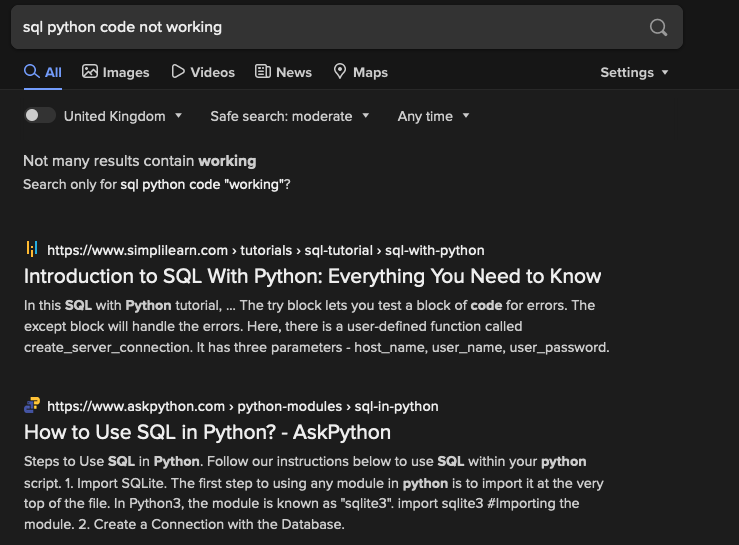 sql python code not working
All Images Videos News Maps Settings
United Kingdom Safe search: moderate Any time
Not many results contain working
Search only for sql python code "working"?
https://www.simplilearn.com › tutorials › sql-tutorial › sql-with-python
Introduction to SQL With Python: Everything You Need to Know
In this SQL with Python tutorial, ... The try block lets you test a block of code for errors. The
except block will handle the errors. Here, there is a user-defined function called
create_server_connection. It has three parameters - host_name, user_name, user_password.
https://www.askpython.com › python-modules › sql-in-python
How to Use SQL in Python? - AskPython
Steps to Use SQL in Python. Follow our instructions below to use SQL within your python
script. 1. Import SQLite. The first step to using any module in python is to import it at the very
top of the file. In Python3, the module is known as "sqlite3". import sqlite3 #Importing the
module. 2. Create a Connection with the Database.